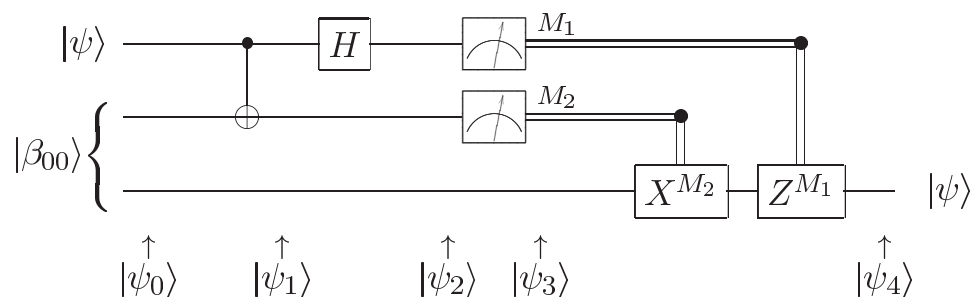 |ψ⟩ H M₁
M₂
|β₀₀⟩
X^{M₂} Z^{M₁} |ψ⟩
↑ ↑ ↑ ↑ ↑
|ψ₀⟩ |ψ₁⟩ |ψ₂⟩ |ψ₃⟩ |ψ₄⟩